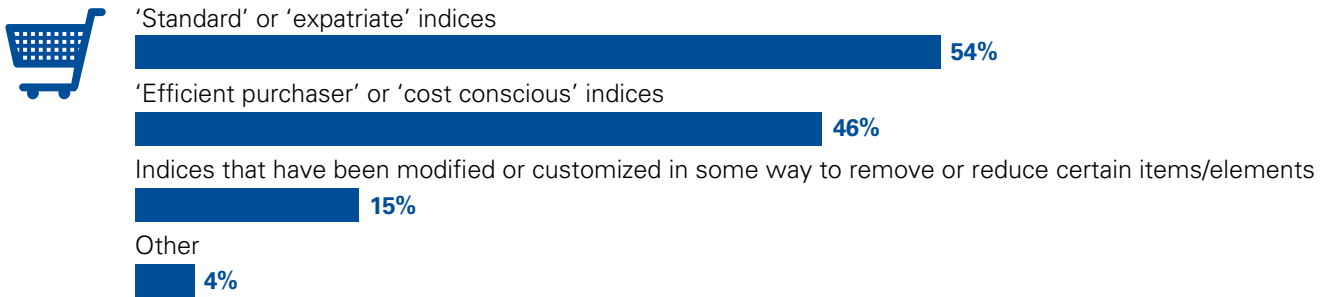 ‘Standard’ or ‘expatriate’ indices
54%
‘Efficient purchaser’ or ‘cost conscious’ indices
46%
Indices that have been modified or customized in some way to remove or reduce certain items/elements
15%
Other
4%